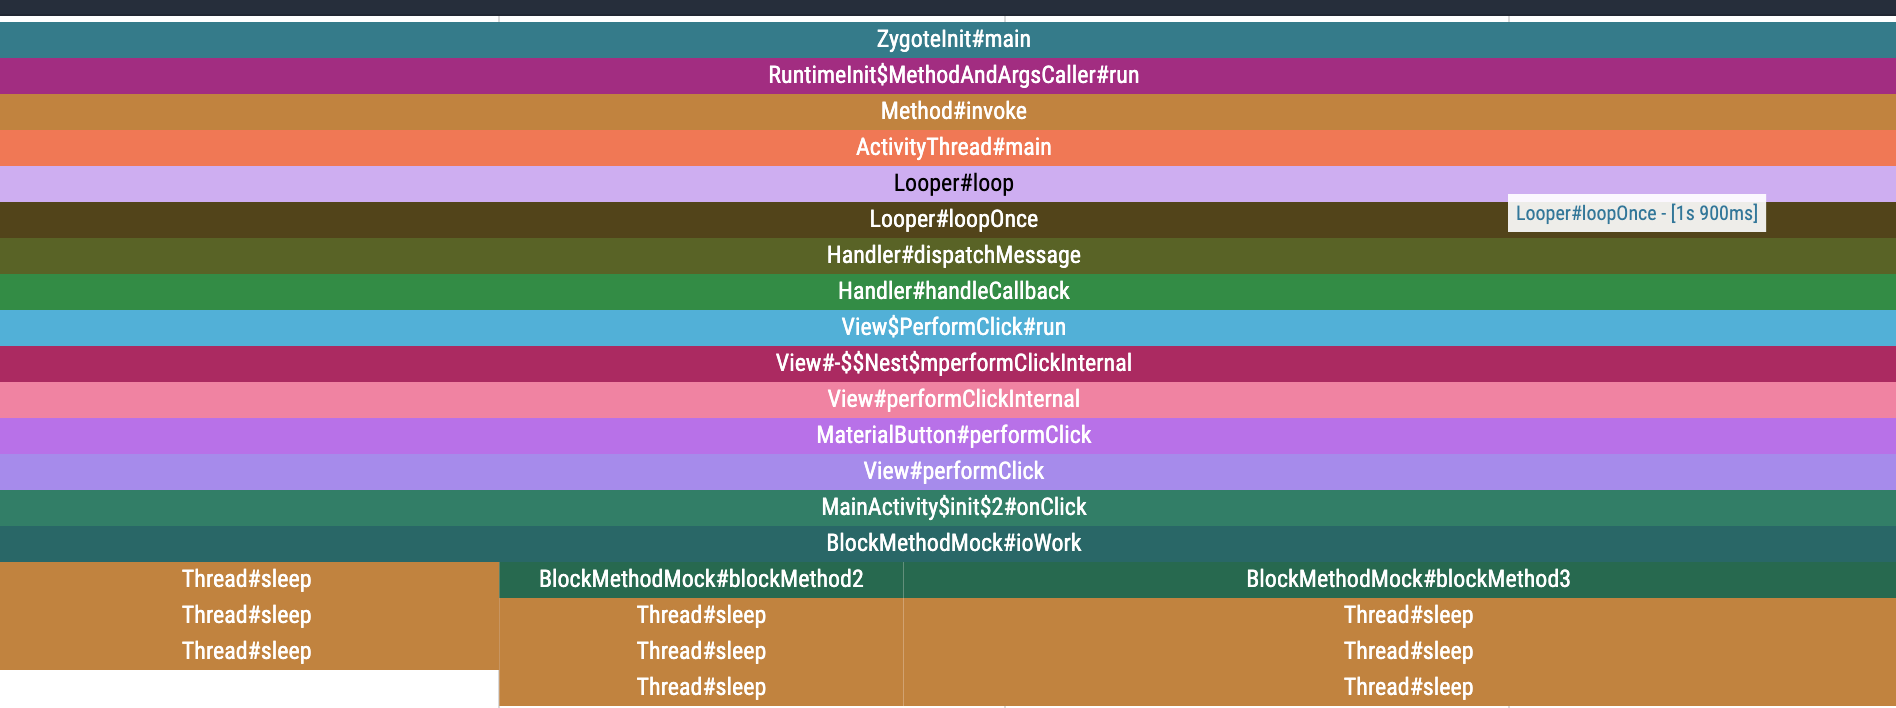 ZygoteInit#main
RuntimeInit$MethodAndArgsCaller#run
Method#invoke
ActivityThread#main
Looper#loop
Looper#loopOnce
Looper#loopOnce - [1s 900ms]
Handler#dispatchMessage
Handler#handleCallback
View$PerformClick#run
View#-$$Nest$mperformClickInternal
View#performClickInternal
MaterialButton#performClick
View#performClick
MainActivity$init$2#onClick
BlockMethodMock#ioWork
Thread#sleep BlockMethodMock#blockMethod2 BlockMethodMock#blockMethod3
Thread#sleep Thread#sleep Thread#sleep
Thread#sleep Thread#sleep Thread#sleep
Thread#sleep Thread#sleep